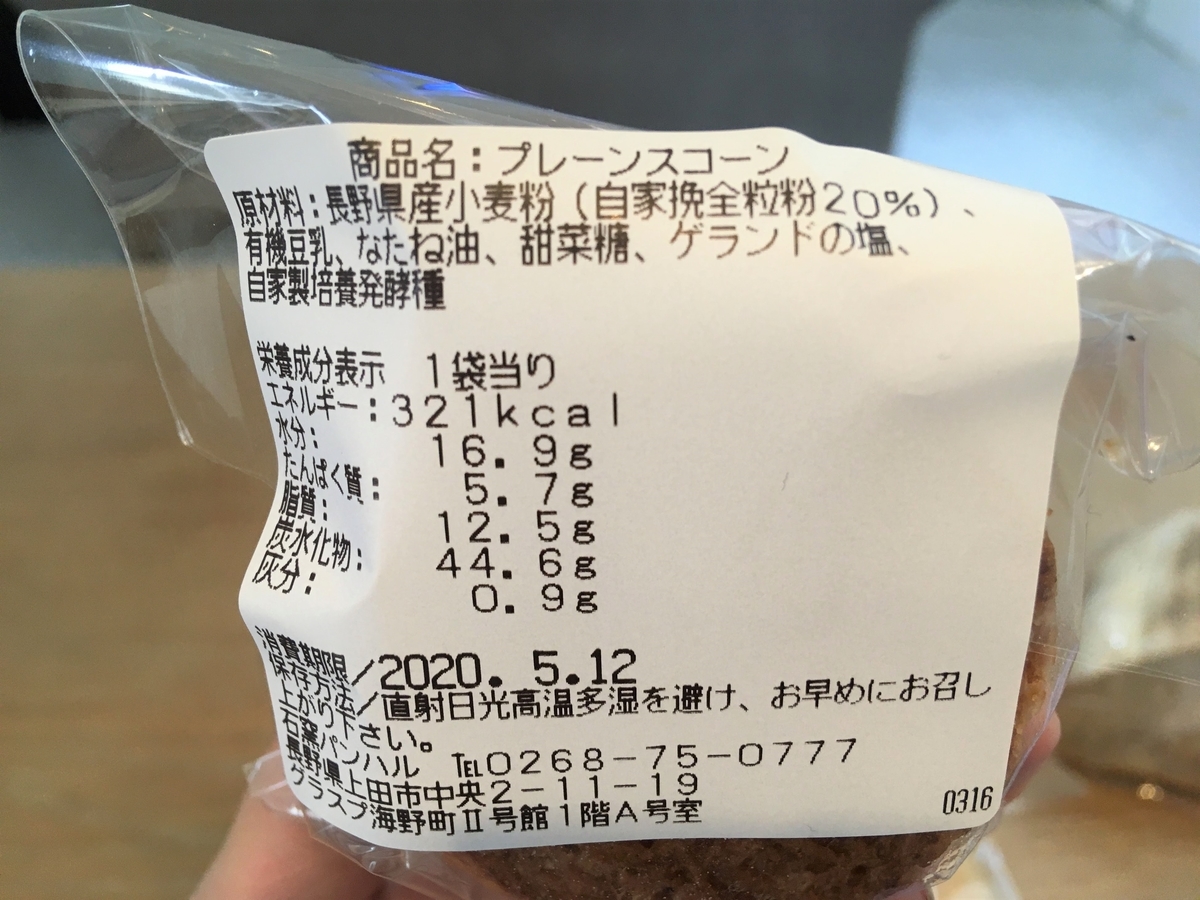 商品名：プレーンスコーン
原材料：長野県産小麦粉（自家挽全粒粉20%）、
有機豆乳、なたね油、甜菜糖、ゲランドの塩、
自家製培養発酵種
栄養成分表示 1袋当り
エネルギー：321kcal
水分： 16.9g
たんぱく質： 5.7g
脂質： 12.5g
炭水化物： 44.6g
灰分： 0.9g
消費期限／2020.5.12
保存方法／直射日光高温多湿を避け、お早めにお召し
上がり下さい。
石窯パンハル ℡0268-75-0777
長野県上田市中央2-11-19
グラスプ海野町Ⅱ号館1階A号室
0316